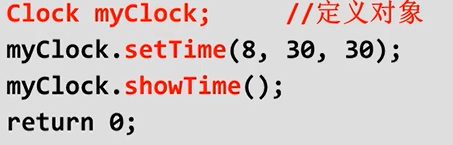 Clock myClock; //定义对象
myClock.setTime(8, 30, 30);
myClock.showTime();
return 0;